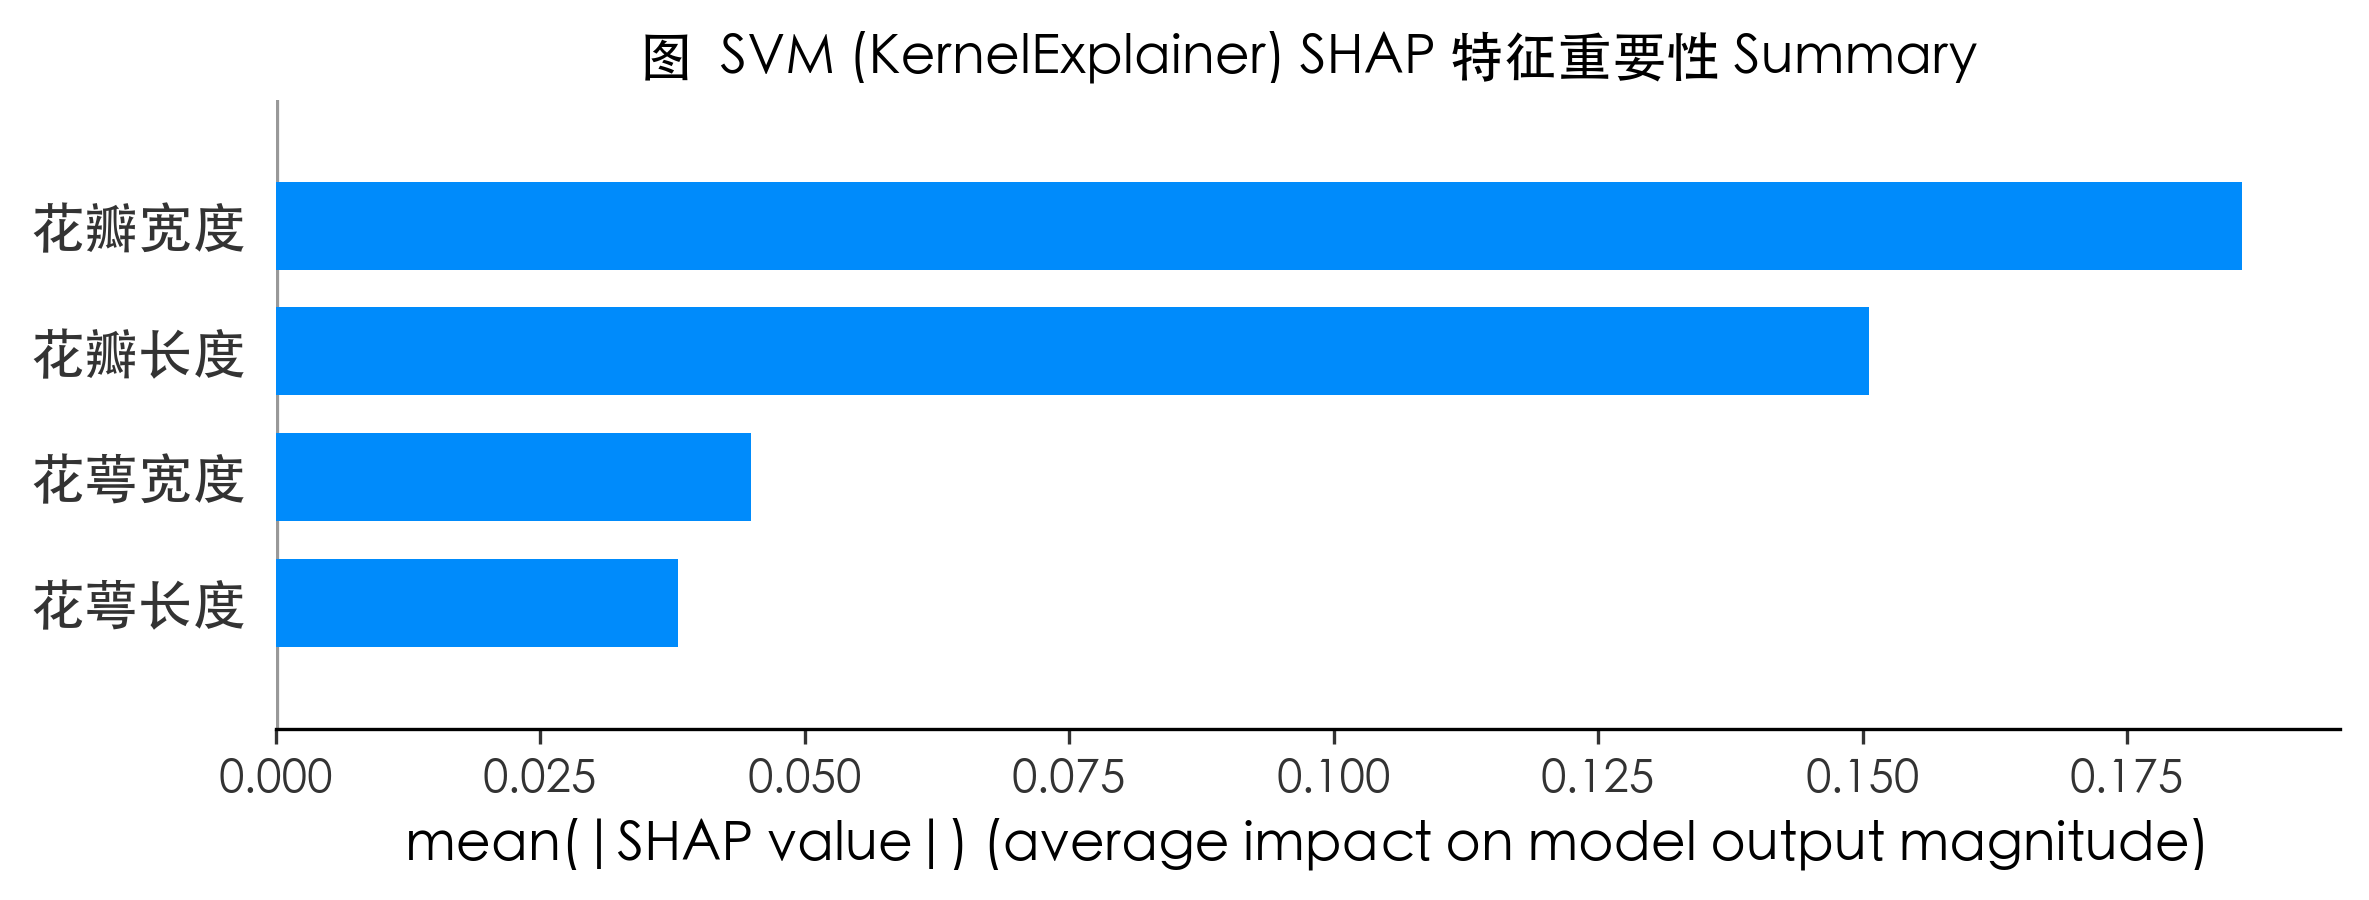 图 SVM (KernelExplainer) SHAP 特征重要性 Summary
花瓣宽度
花瓣长度
花萼宽度
花萼长度
0.000 0.025 0.050 0.075 0.100 0.125 0.150 0.175
mean(|SHAP value|) (average impact on model output magnitude)